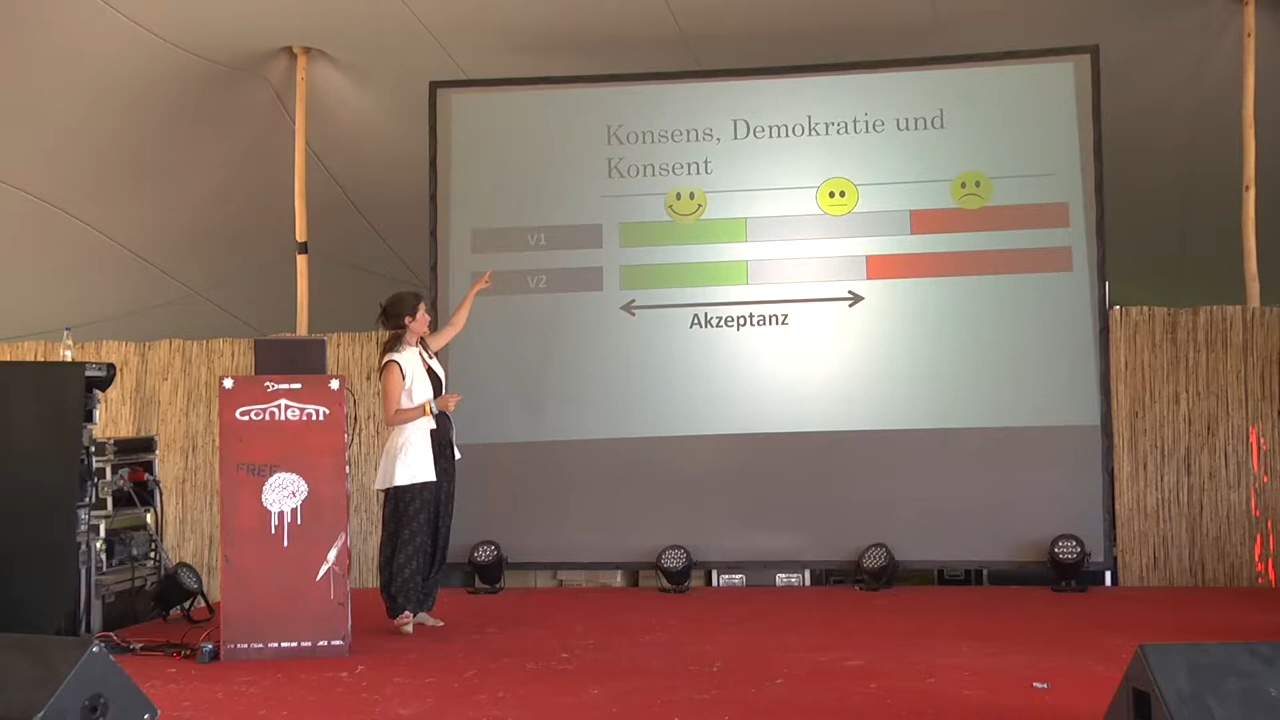 Konsens, Demokratie und
Konsent
V1
V2
Akzeptanz
content
FREE